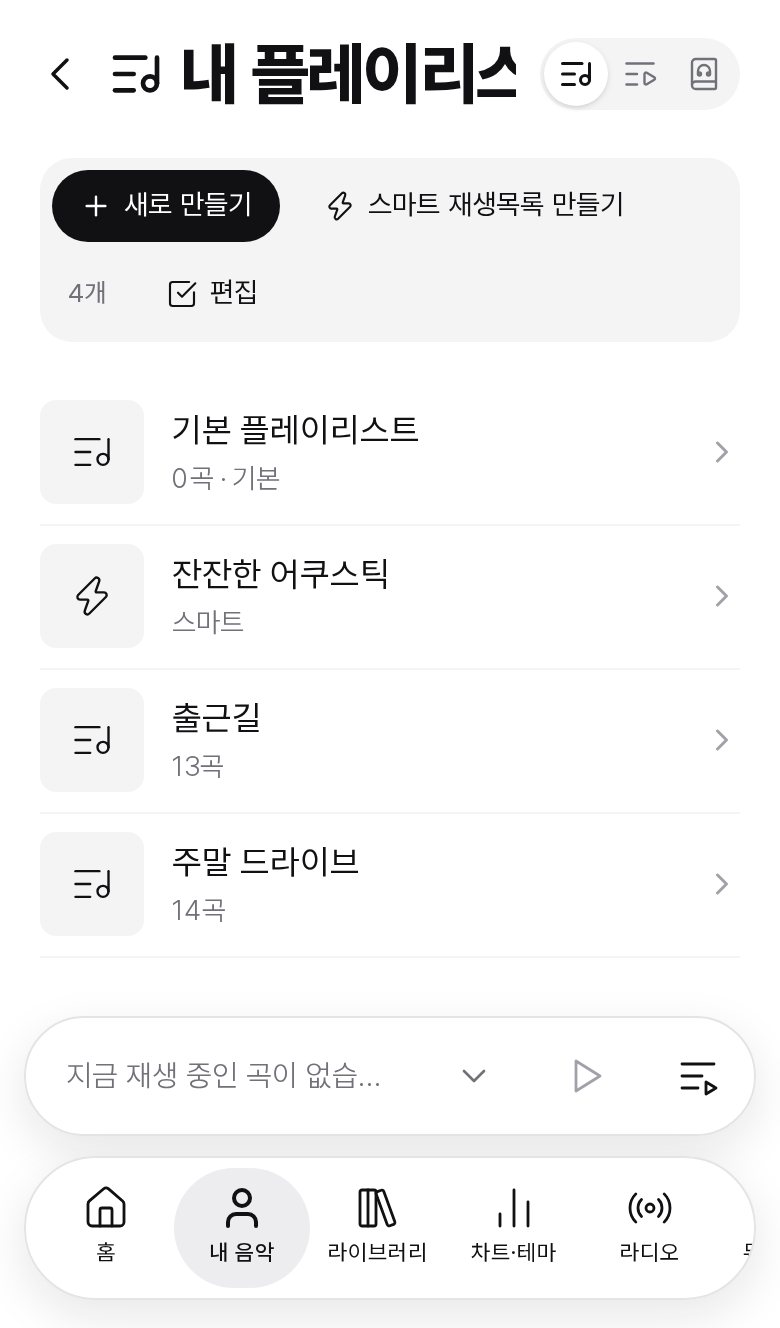 내 플레이리스
새로 만들기
스마트 재생목록 만들기
4개
편집
기본 플레이리스트
0곡 · 기본
잔잔한 어쿠스틱
스마트
출근길
13곡
주말 드라이브
14곡
지금 재생 중인 곡이 없습...
홈
내 음악
라이브러리
차트·테마
라디오